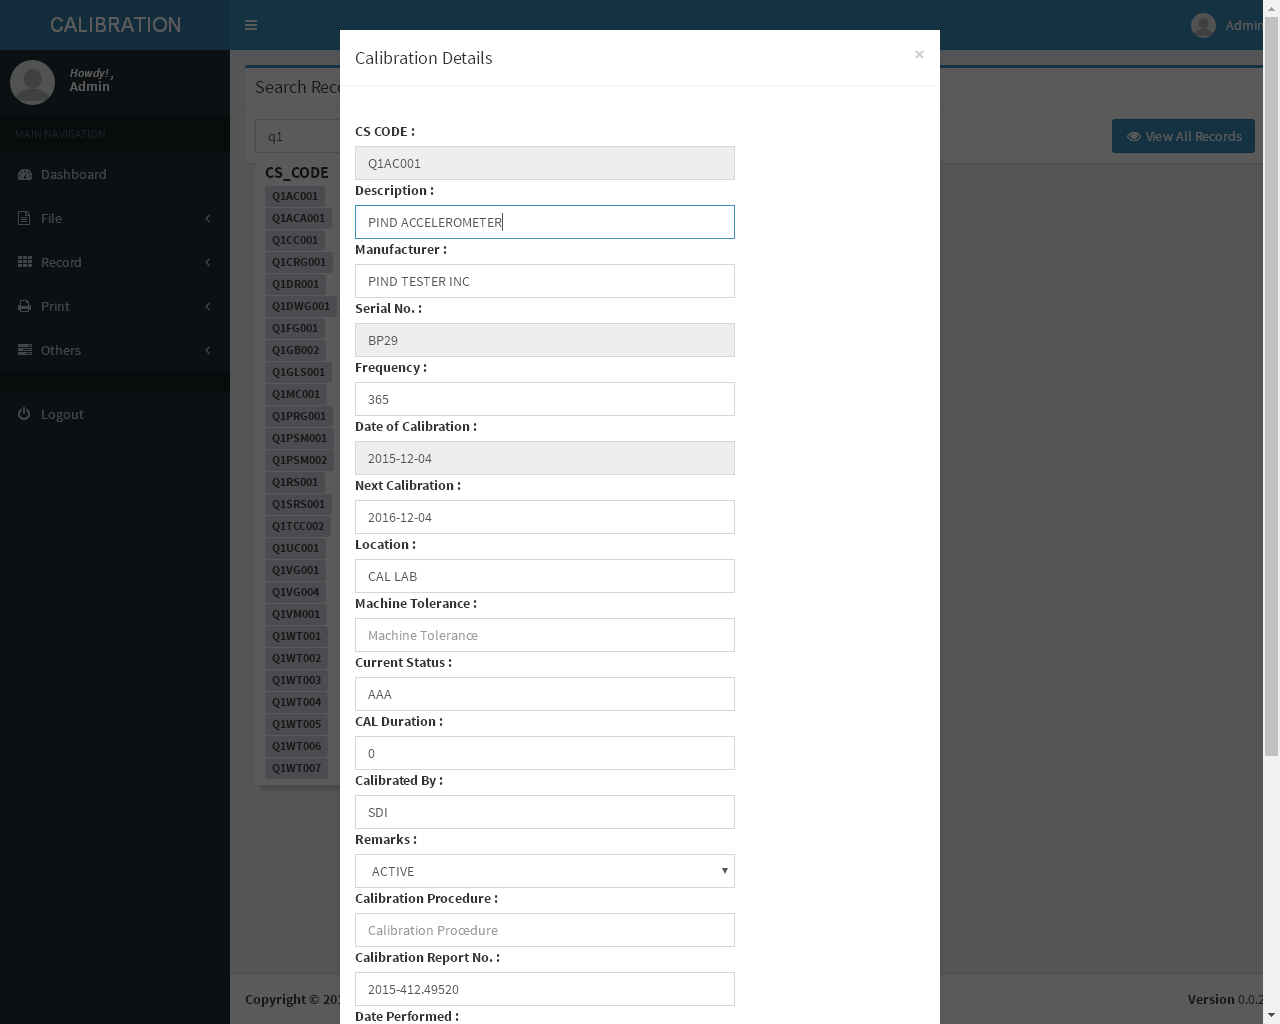 CALIBRATION
Admin
Howdy! ,
Admin
MAIN NAVIGATION
Dashboard
File
Record
Print
Others
Logout
Search Reco
q1
View All Records
CS_CODE
Q1AC001
Q1ACA001
Q1CC001
Q1CRG001
Q1DR001
Q1DWG001
Q1FG001
Q1GB002
Q1GLS001
Q1MC001
Q1PRG001
Q1PSM001
Q1PSM002
Q1RS001
Q1SRS001
Q1TCC002
Q1UC001
Q1VG001
Q1VG004
Q1VM001
Q1WT001
Q1WT002
Q1WT003
Q1WT004
Q1WT005
Q1WT006
Q1WT007
Calibration Details
×
CS CODE :
Q1AC001
Description :
PIND ACCELEROMETER
Manufacturer :
PIND TESTER INC
Serial No. :
BP29
Frequency :
365
Date of Calibration :
2015-12-04
Next Calibration :
2016-12-04
Location :
CAL LAB
Machine Tolerance :
Machine Tolerance
Current Status :
AAA
CAL Duration :
0
Calibrated By :
SDI
Remarks :
ACTIVE
Calibration Procedure :
Calibration Procedure
Calibration Report No. :
2015-412.49520
Date Performed :
Copyright © 201
Version 0.0.2